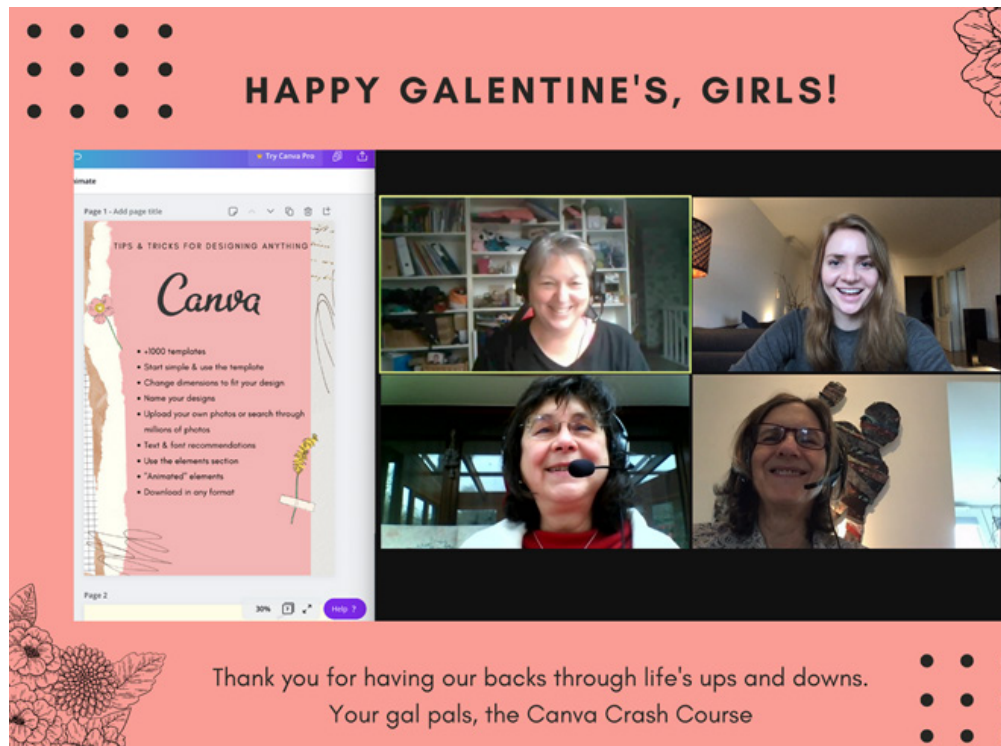 HAPPY GALENTINE'S, GIRLS!
Try Canva Pro
nimate
Page 1 - Add page title
TIPS & TRICKS FOR DESIGNING ANYTHING
Canva
+1000 templates
Start simple & use the template
Change dimensions to fit your design
Name your designs
Upload your own photos or search through
millions of photos
Text & font recommendations
Use the elements section
"Animated" elements
Download in any format
Page 2
30%
Help ?
Thank you for having our backs through life's ups and downs.
Your gal pals, the Canva Crash Course